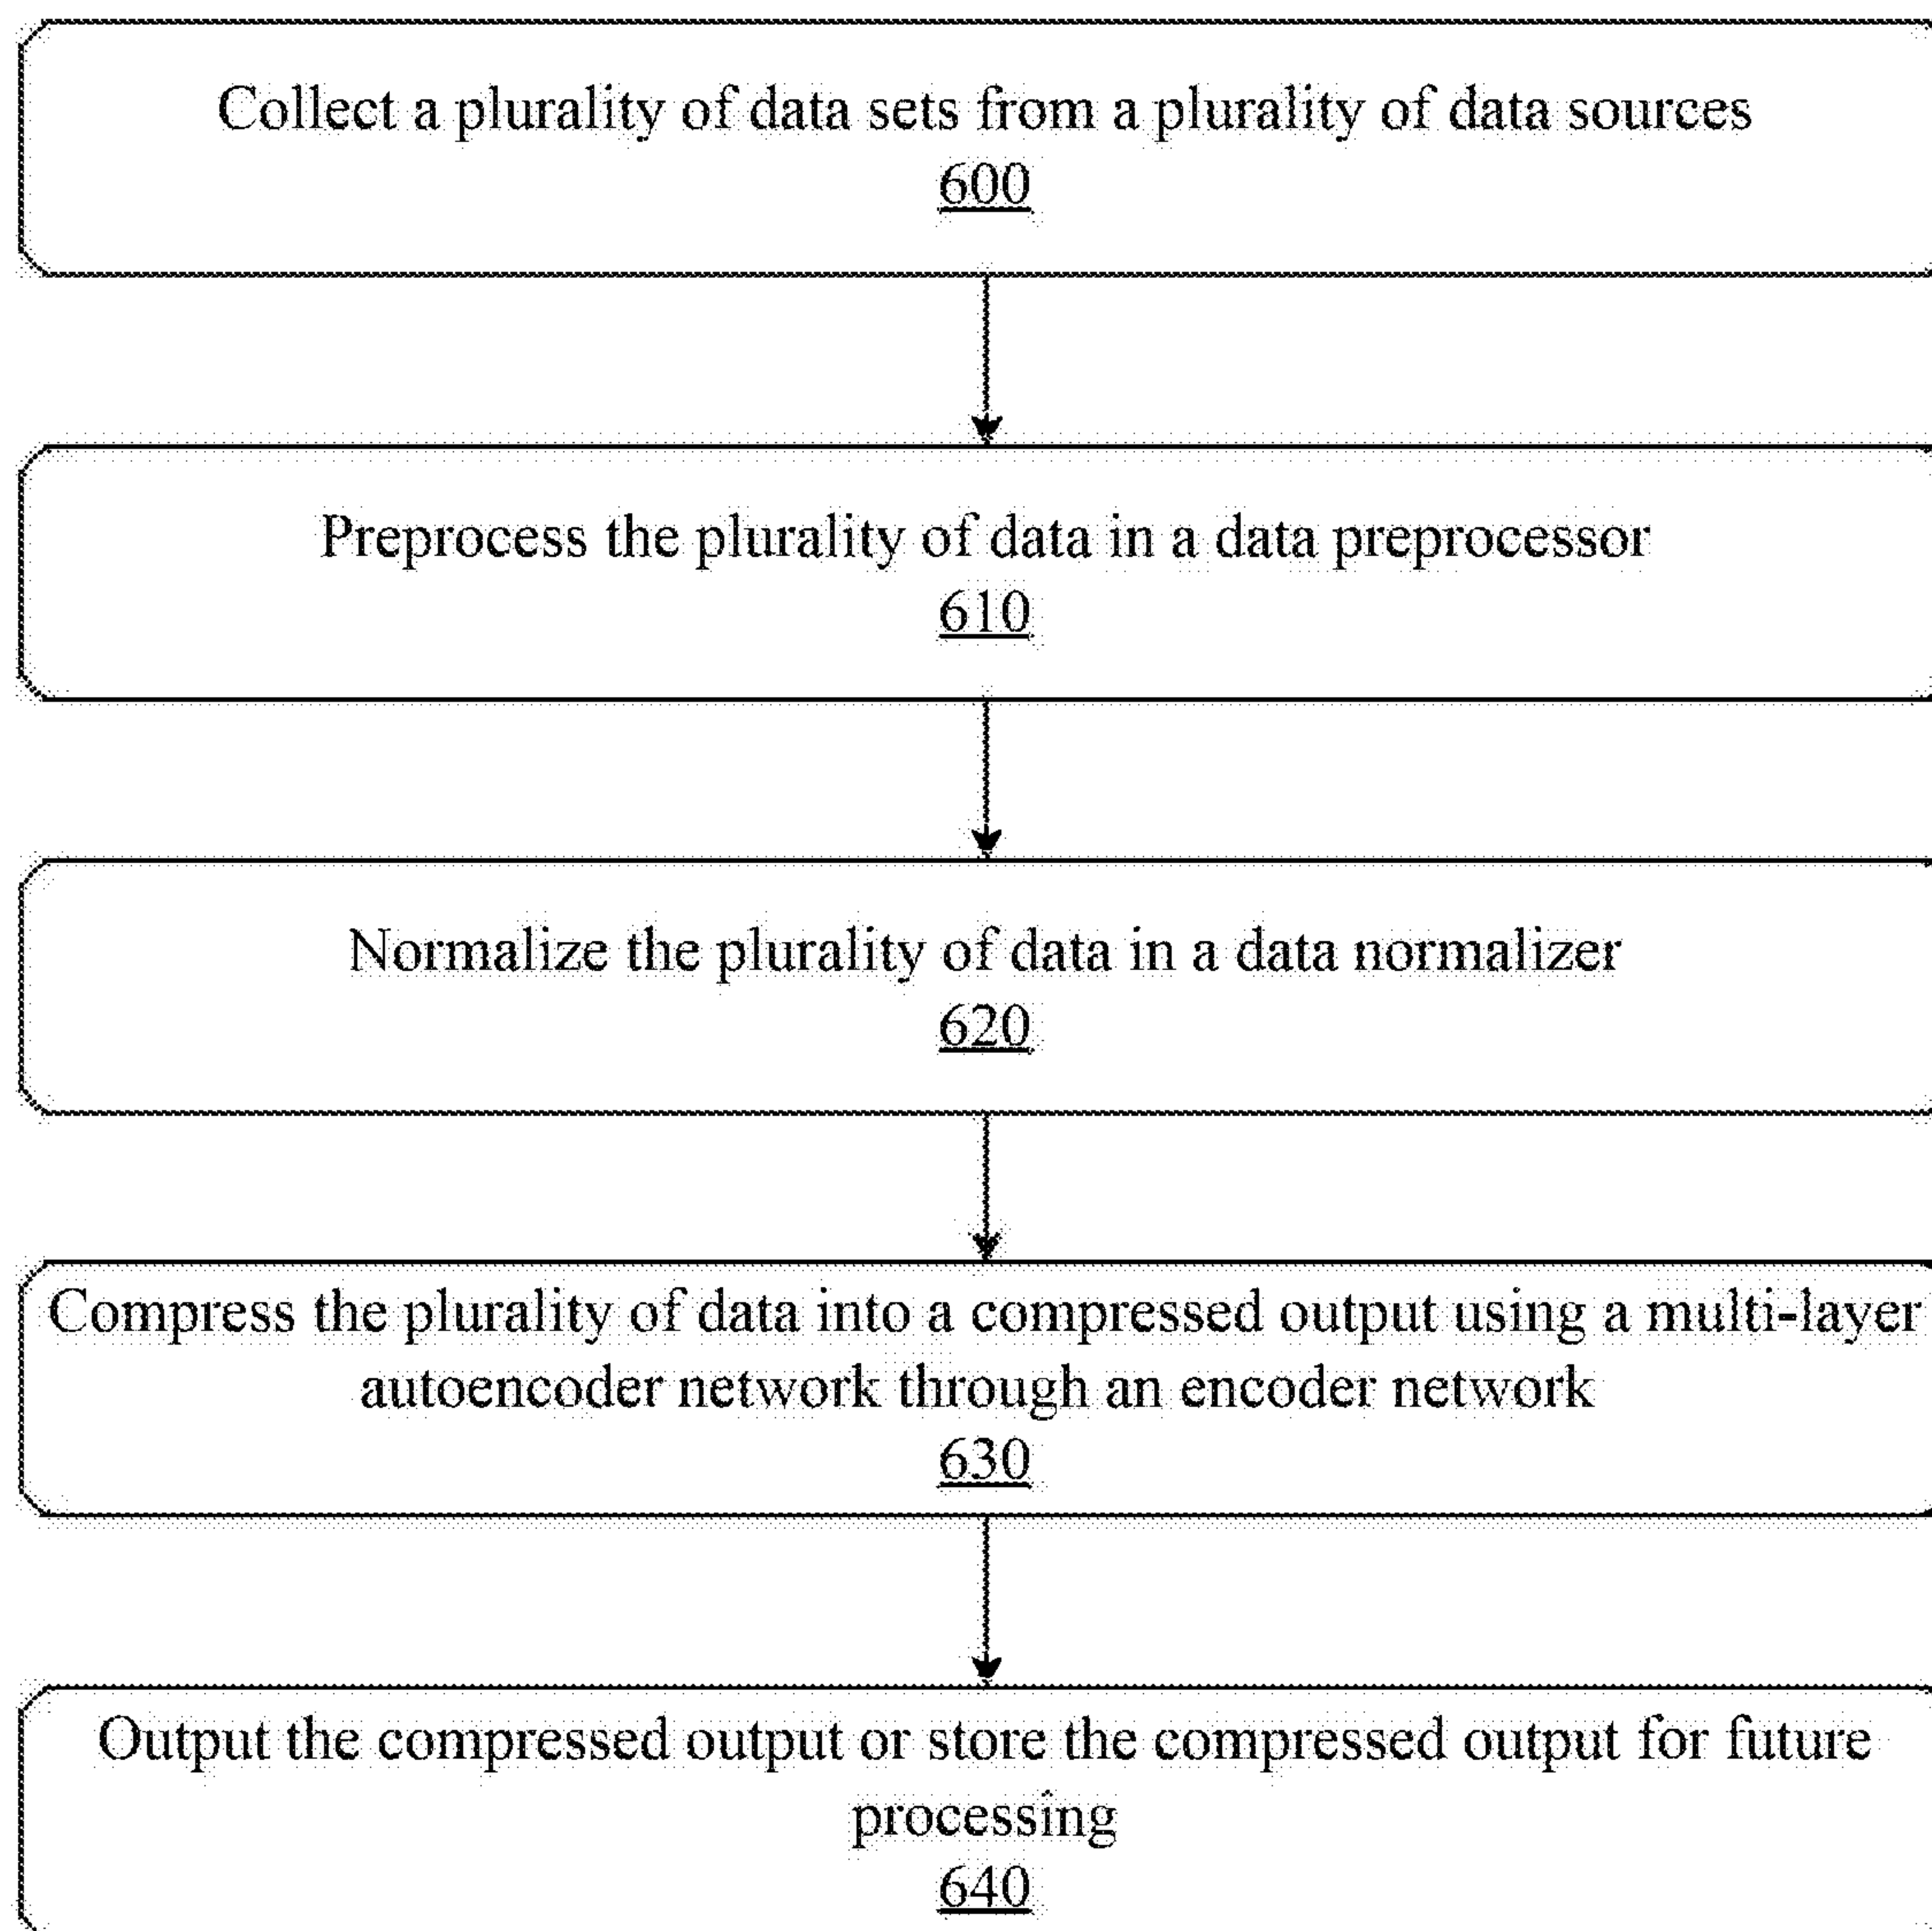 Collect a plurality of data sets from a plurality of data sources
600
Preprocess the plurality of data in a data preprocessor
610
Normalize the plurality of data in a data normalizer
620
Compress the plurality of data into a compressed output using a multi-layer
autoencoder network through an encoder network
630
Output the compressed output or store the compressed output for future
processing
640